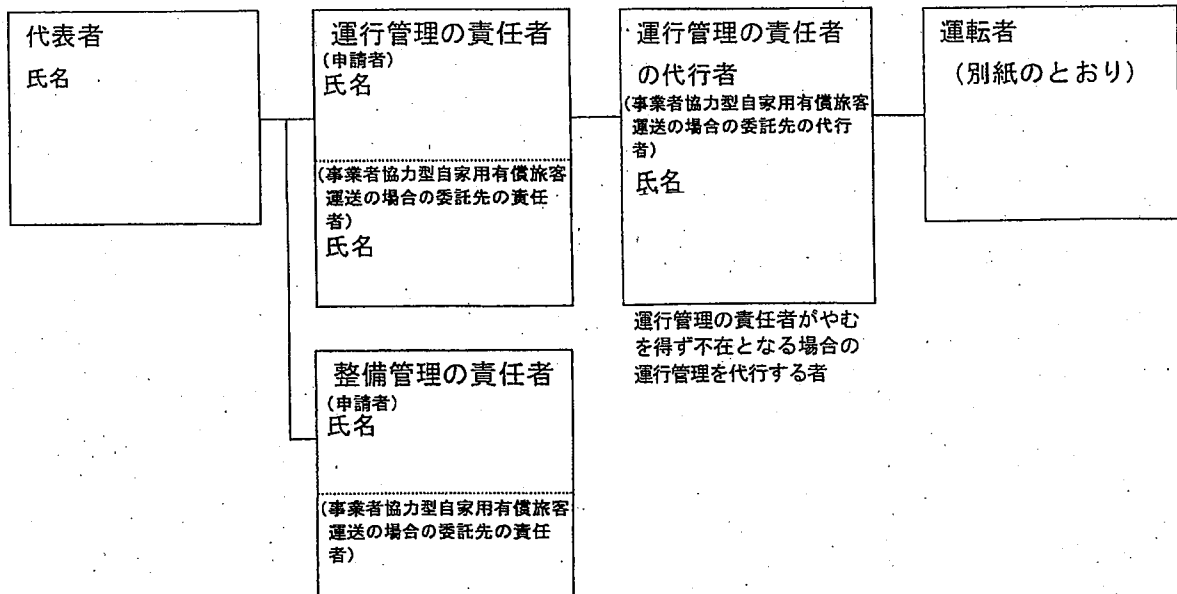 代表者
氏名
運行管理の責任者
(申請者)
氏名
(事業者協力型自家用有償旅客
運送の場合の委託先の責任
者)
氏名
運行管理の責任者
の代行者
(事業者協力型自家用有償旅客
運送の場合の委託先の代行
者)
氏名
運転者
(別紙のとおり)
運行管理の責任者がやむ
を得ず不在となる場合の
運行管理を代行する者
整備管理の責任者
(申請者)
氏名
(事業者協力型自家用有償旅客
運送の場合の委託先の責任
者)